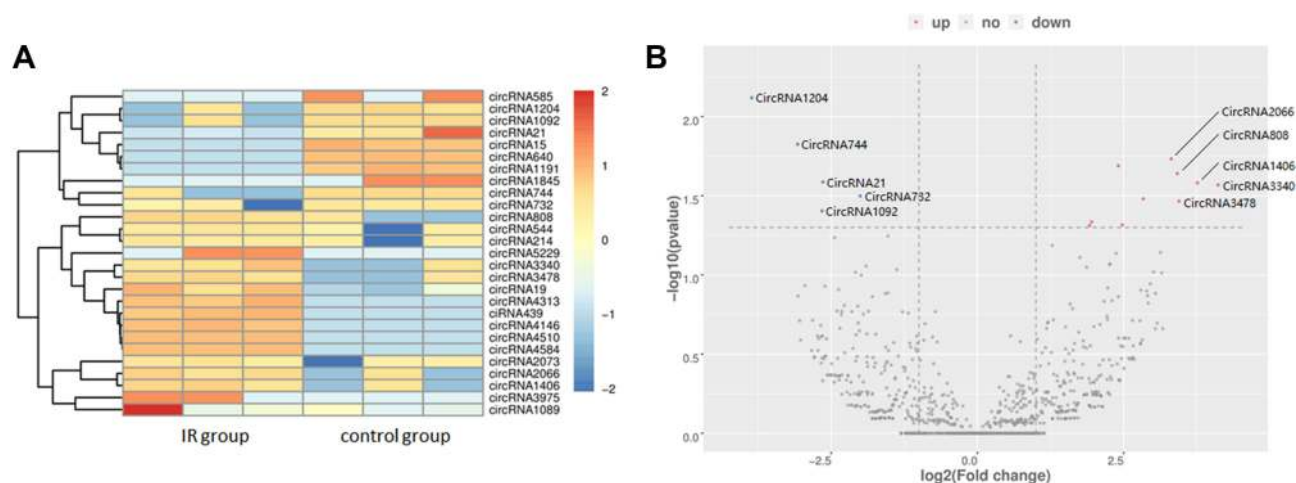 A
circRNA585
circRNA1204
circRNA1092
circRNA21
circRNA15
circRNA640
circRNA1191
circRNA1845
circRNA744
circRNA732
circRNA808
circRNA544
circRNA214
circRNA5229
circRNA3340
circRNA3478
circRNA19
circRNA4313
ciRNA439
circRNA4146
circRNA4510
circRNA4584
circRNA2073
circRNA2066
circRNA1406
circRNA3975
circRNA1089
2
1
0
−1
−2
IR group control group
B
up no down
CircRNA1204
CircRNA744
CircRNA21
CircRNA732
CircRNA1092
CircRNA2066
CircRNA808
CircRNA1406
CircRNA3340
CircRNA3478
−log10(pvalue)
2.0
1.5
1.0
0.5
0.0
−2.5 0.0 2.5
log2(Fold change)